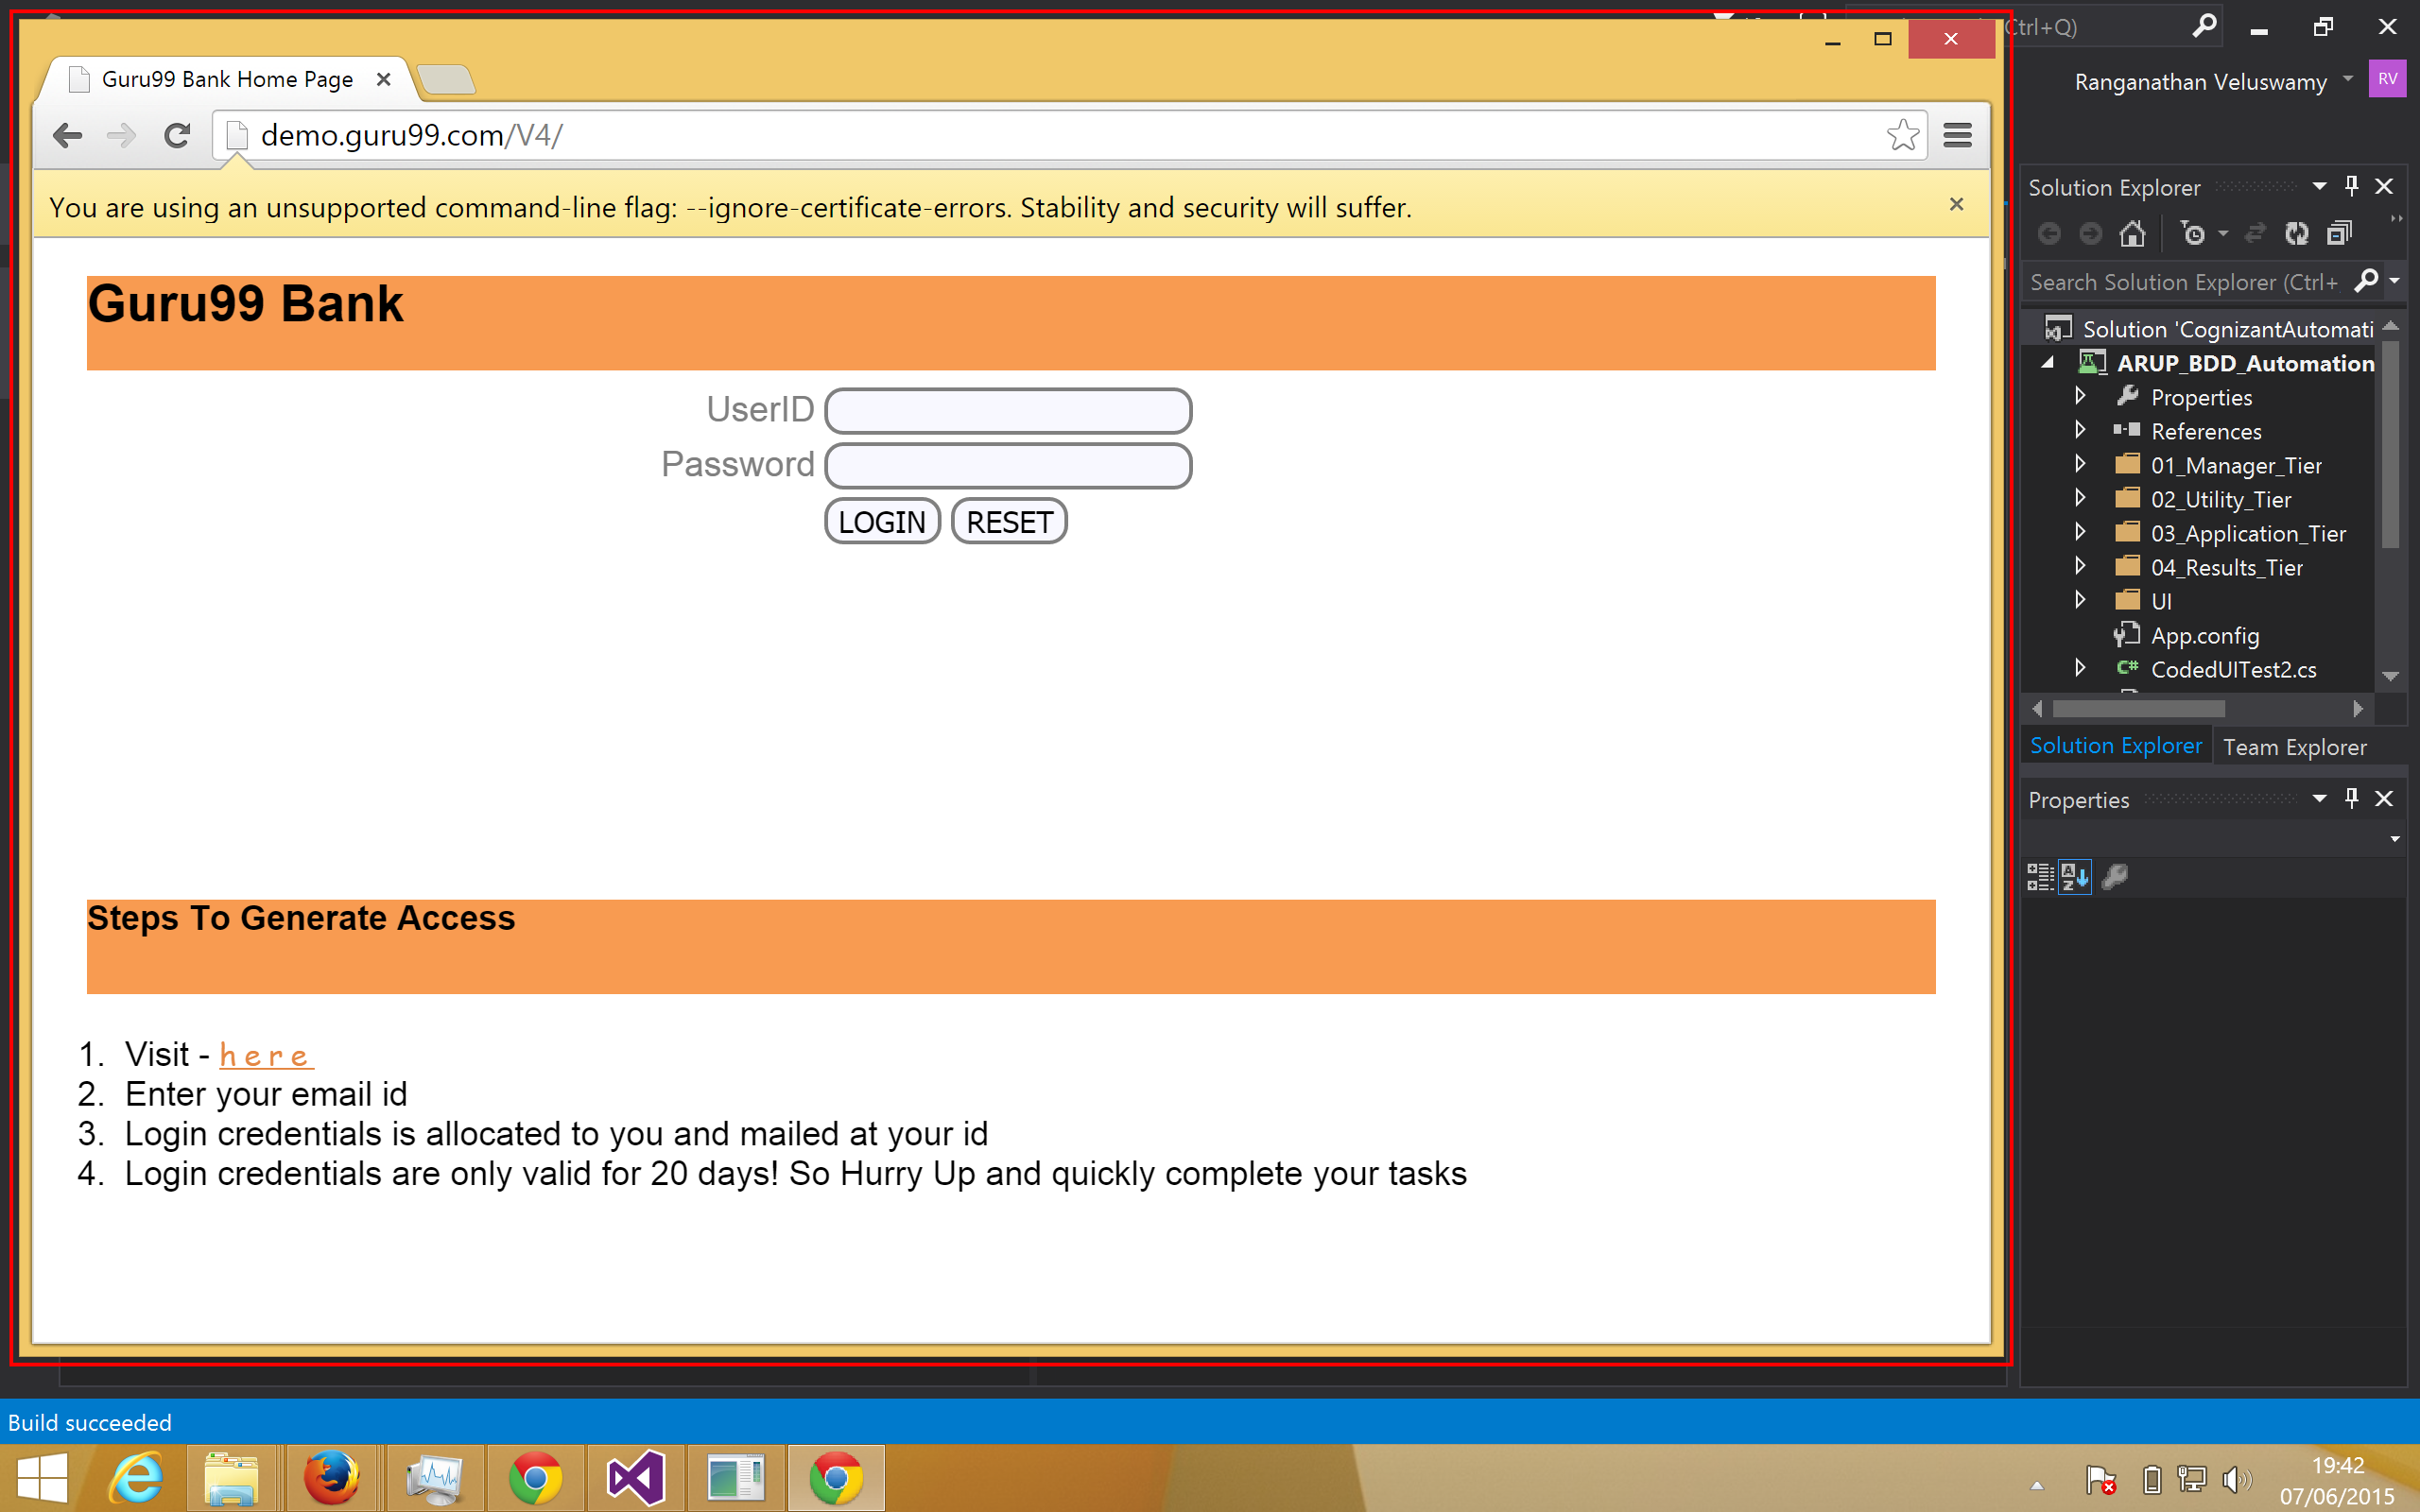 Ctrl+Q)
Guru99 Bank Home Page
Ranganathan Veluswamy
RV
demo.guru99.com/V4/
You are using an unsupported command-line flag: --ignore-certificate-errors. Stability and security will suffer.
Guru99 Bank
UserID
Password
LOGIN RESET
Steps To Generate Access
1. Visit - here
2. Enter your email id
3. Login credentials is allocated to you and mailed at your id
4. Login credentials are only valid for 20 days! So Hurry Up and quickly complete your tasks
Solution Explorer
Search Solution Explorer (Ctrl+
Solution 'CognizantAutomati
ARUP_BDD_Automation
Properties
References
01_Manager_Tier
02_Utility_Tier
03_Application_Tier
04_Results_Tier
UI
App.config
C# CodedUITest2.cs
Solution Explorer Team Explorer
Properties
Build succeeded
19:42
07/06/2015